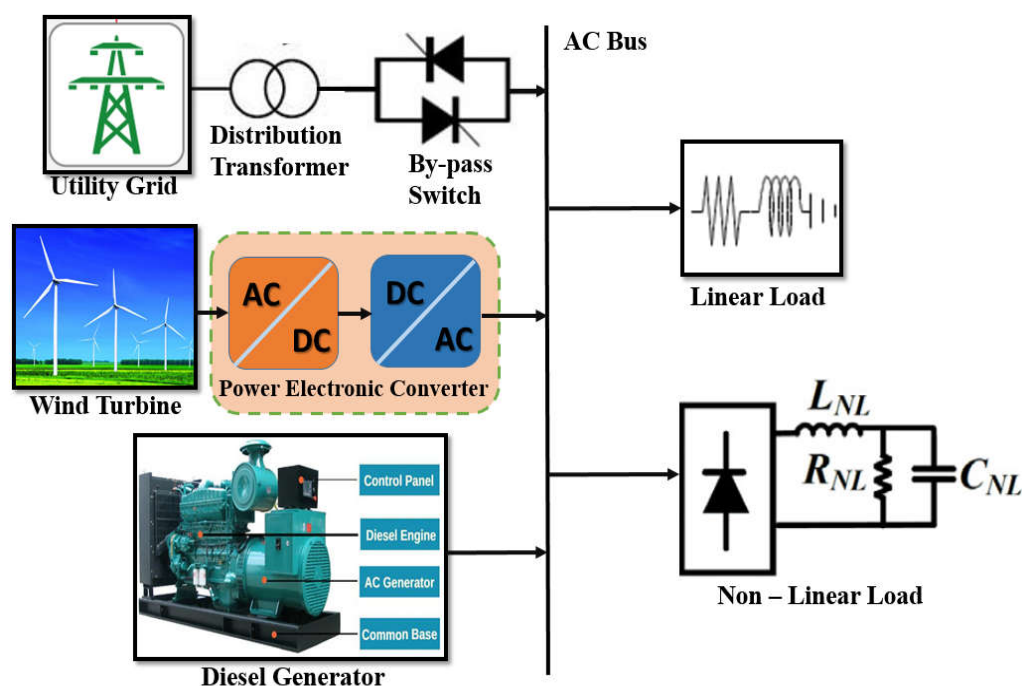 AC Bus
Utility Grid
Distribution
Transformer
By-pass
Switch
Linear Load
AC
DC
DC
AC
Power Electronic Converter
Wind Turbine
L_NL
R_NL
C_NL
Non – Linear Load
Control Panel
Diesel Engine
AC Generator
Common Base
Diesel Generator